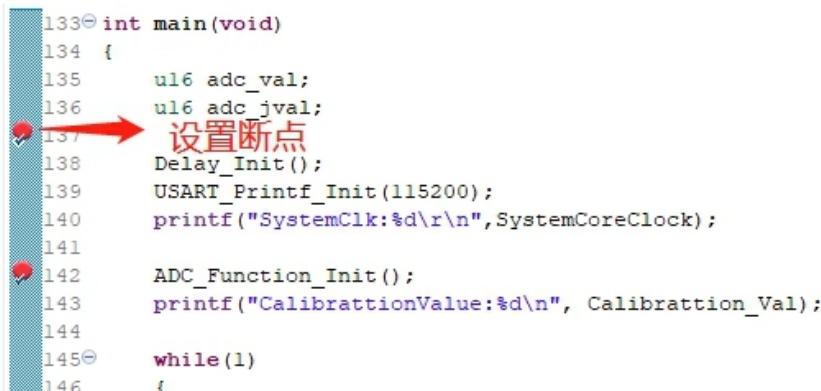 133 int main(void)
134 {
135 u16 adc_val;
136 u16 adc_jval;
137 设置断点
138 Delay_Init();
139 USART_Printf_Init(115200);
140 printf("SystemClk:%d\r\n",SystemCoreClock);
141
142 ADC_Function_Init();
143 printf("CalibrattionValue:%d\n", Calibrattion_Val);
144
145 while(1)
146 {